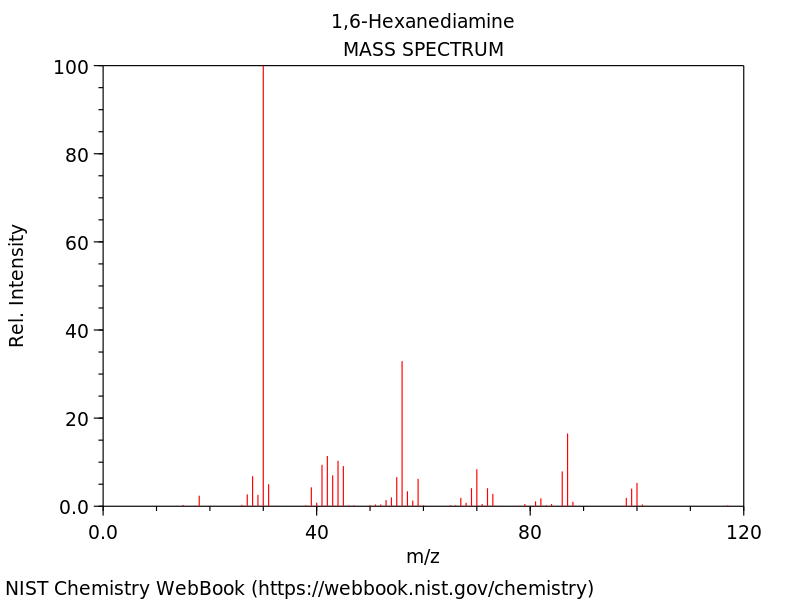 1,6-Hexanediamine
MASS SPECTRUM
100
80
60
40
20
0.0
Rel. Intensity
0.0 40 80 120
m/z
NIST Chemistry WebBook (https://webbook.nist.gov/chemistry)